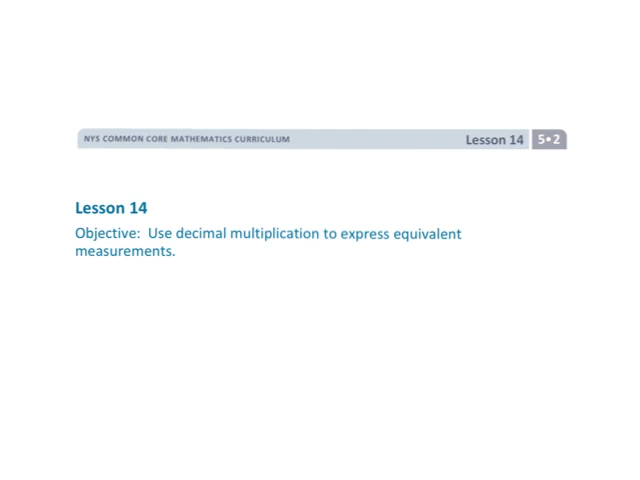 NYS COMMON CORE MATHEMATICS CURRICULUM Lesson 14 5•2
Lesson 14
Objective: Use decimal multiplication to express equivalent
measurements.